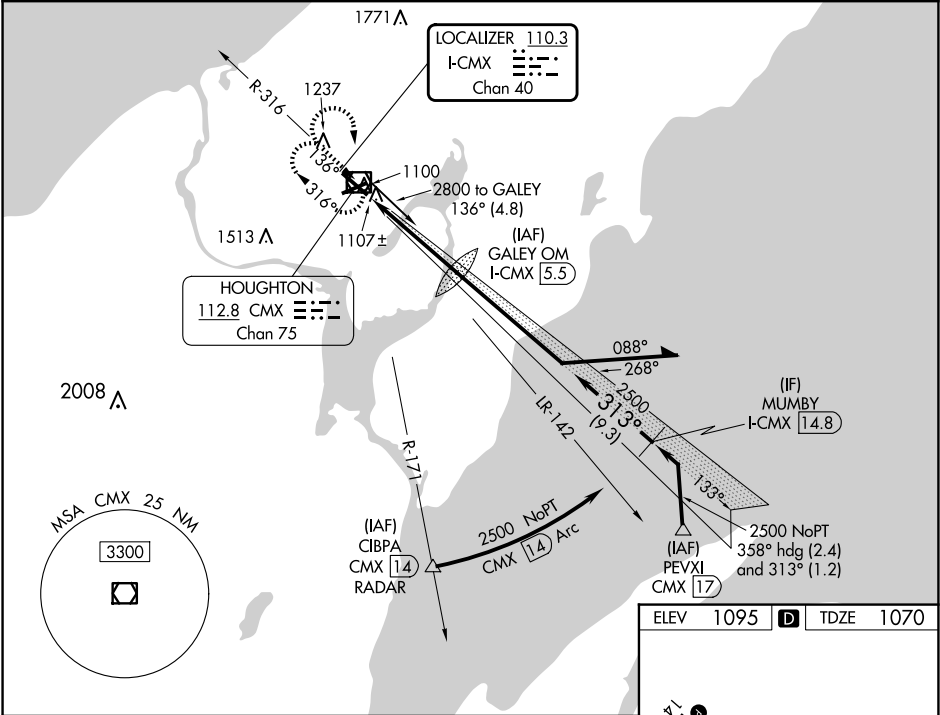 1771
LOCALIZER 110.3
I-CMX
Chan 40
R-316
1237
136°
316°
1100
2800 to GALEY
136° (4.8)
1513
1107±
(IAF)
GALEY OM
I-CMX 5.5
HOUGHTON
112.8 CMX
Chan 75
088°
268°
2008
2500
313°
(9.3)
(IF)
MUMBY
I-CMX 14.8
LR-142
R-171
133°
MSA CMX 25 NM
3300
(IAF)
CIBPA
CMX 14
RADAR
2500 NoPT
CMX 14 Arc
(IAF)
PEVXI
CMX 17
2500 NoPT
358° hdg (2.4)
and 313° (1.2)
ELEV 1095 D TDZE 1070